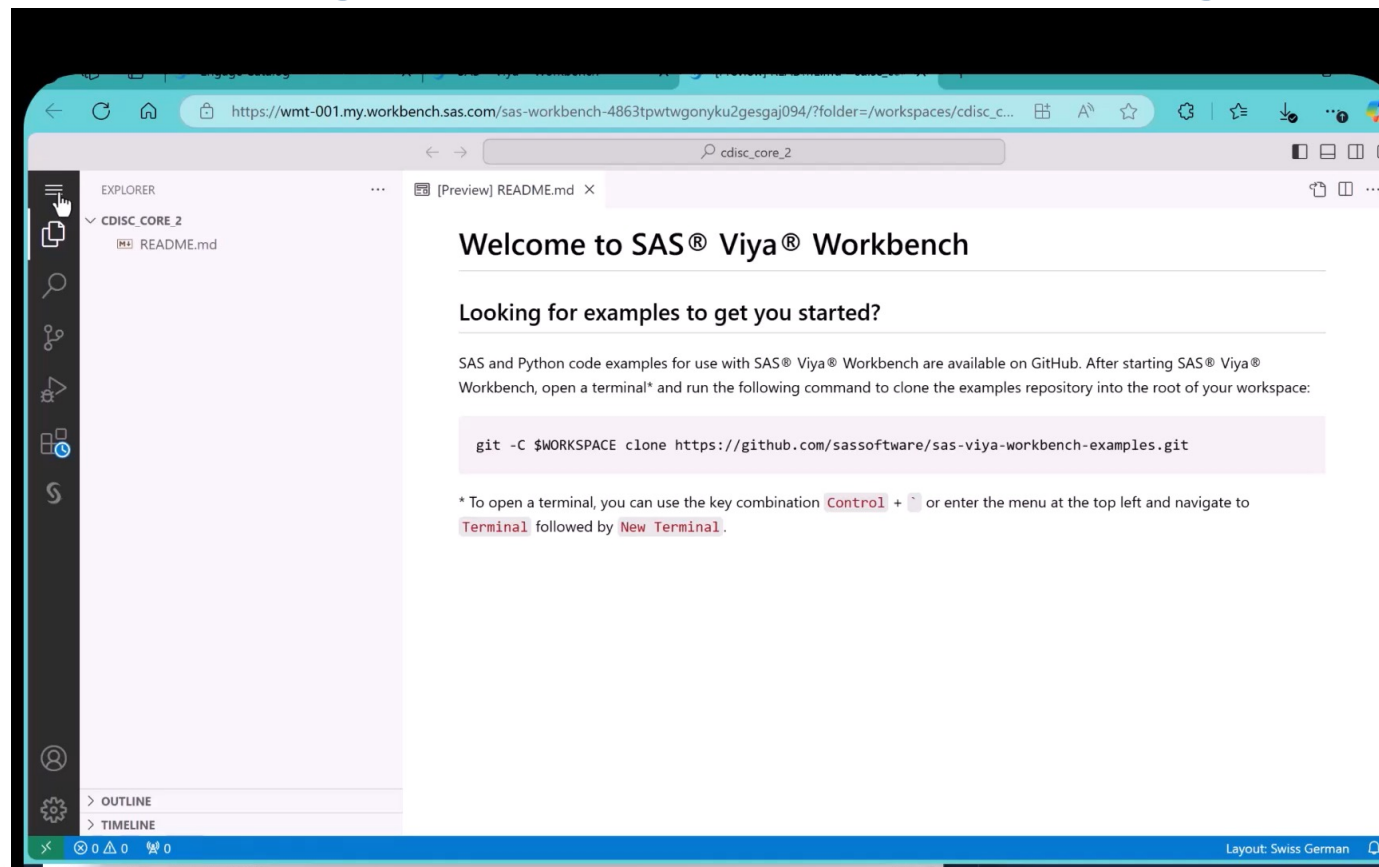 https://wmt-001.my.workbench.sas.com/sas-workbench-4863tpwtwgonyku2gesgaj094/?folder=/workspaces/cdisc_c...
cdisc_core_2
EXPLORER
[Preview] README.md
CDISC_CORE_2
README.md
Welcome to SAS® Viya® Workbench
Looking for examples to get you started?
SAS and Python code examples for use with SAS® Viya® Workbench are available on GitHub. After starting SAS® Viya®
Workbench, open a terminal* and run the following command to clone the examples repository into the root of your workspace:
git -C $WORKSPACE clone https://github.com/sassoftware/sas-viya-workbench-examples.git
* To open a terminal, you can use the key combination Control + ` or enter the menu at the top left and navigate to
Terminal followed by New Terminal.
OUTLINE
TIMELINE
0 0 0
Layout: Swiss German